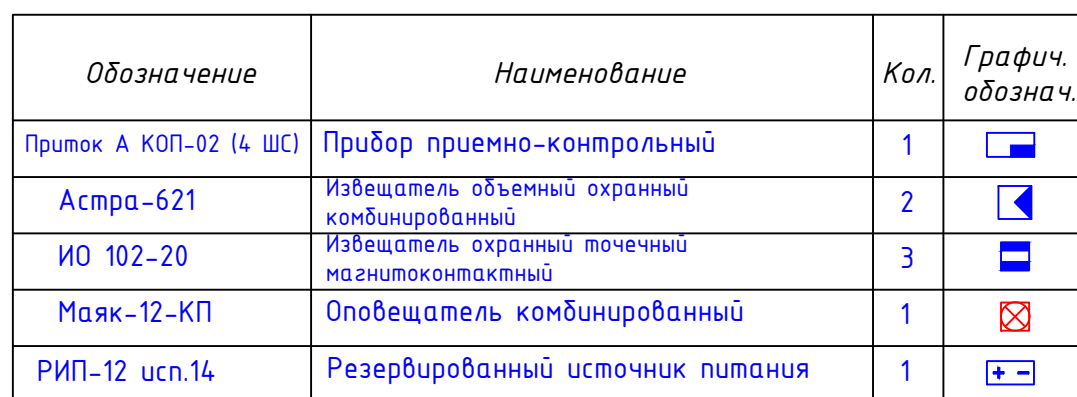 Обозначение Наименование Кол. Графич. обознач.
Приток А КОП-02 (4 ШС) Прибор приемно-контрольный 1
Астра-621 Извещатель объемный охранный комбинированный 2
ИО 102-20 Извещатель охранный точечный магнитоконтактный 3
Маяк-12-КП Оповещатель комбинированный 1
РИП-12 исп.14 Резервированный источник питания 1 + -